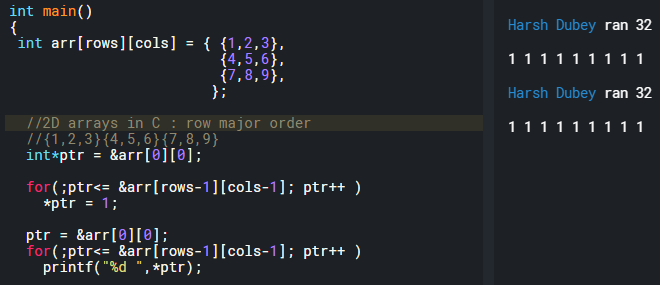 int main()
{
int arr[rows][cols] = { {1,2,3},
{4,5,6},
{7,8,9},
};
//2D arrays in C : row major order
//{1,2,3}{4,5,6}{7,8,9}
int*ptr = &arr[0][0];
for(;ptr<= &arr[rows-1][cols-1]; ptr++ )
*ptr = 1;
ptr = &arr[0][0];
for(;ptr<= &arr[rows-1][cols-1]; ptr++ )
printf("%d ",*ptr);
Harsh Dubey ran 32
1 1 1 1 1 1 1 1 1
Harsh Dubey ran 32
1 1 1 1 1 1 1 1 1